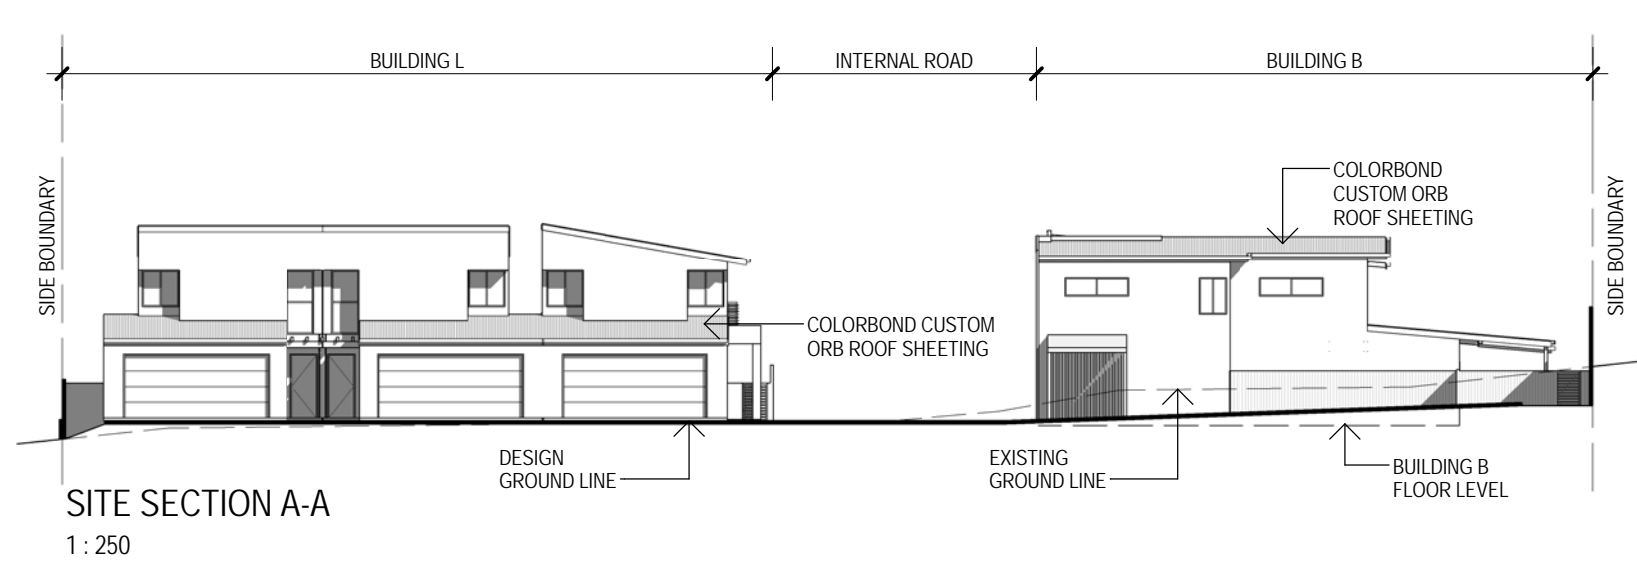 BUILDING L
INTERNAL ROAD
BUILDING B
SIDE BOUNDARY
COLORBOND
CUSTOM ORB
ROOF SHEETING
SIDE BOUNDARY
COLORBOND CUSTOM
ORB ROOF SHEETING
DESIGN
GROUND LINE
EXISTING
GROUND LINE
BUILDING B
FLOOR LEVEL
SITE SECTION A-A
1 : 250